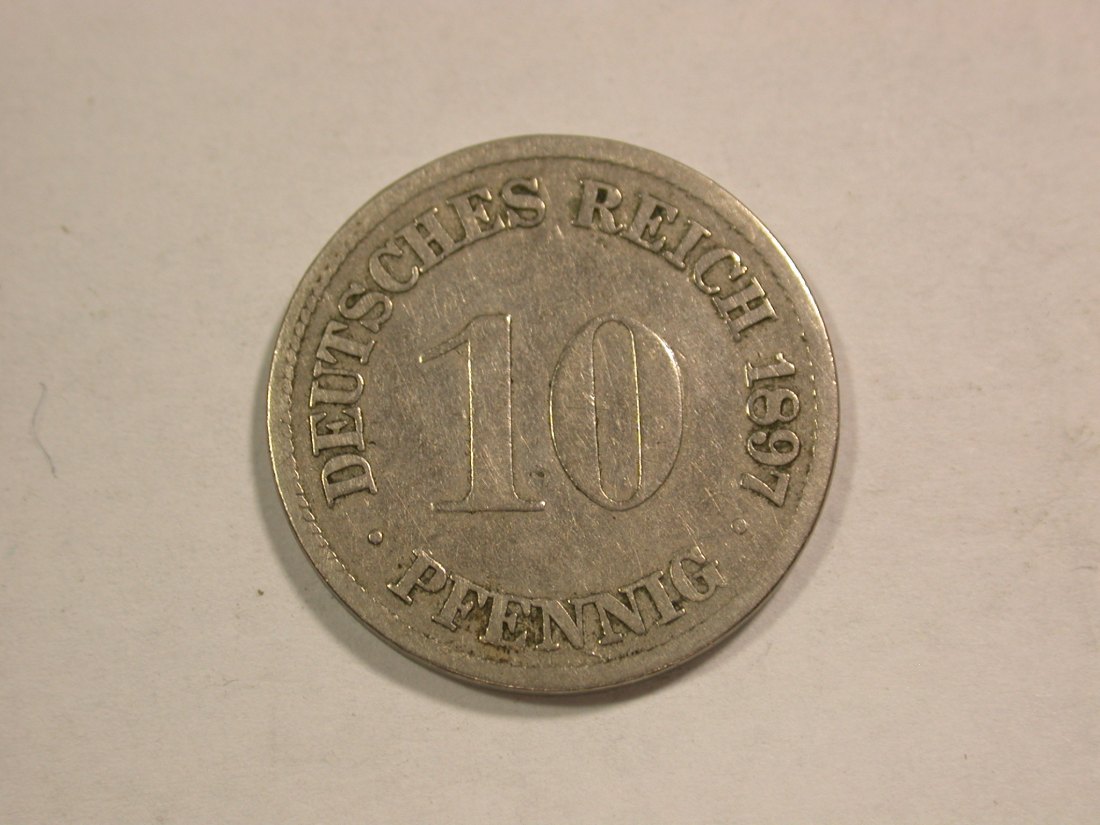 DEUTSCHES REICH 1897
10
PFENNIG